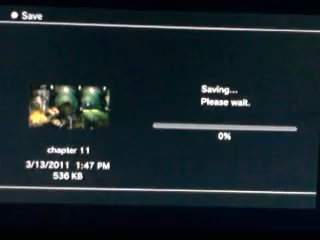 Save
Saving...
Please wait.
0%
chapter 11
3/13/2011 1:47 PM
536 KB